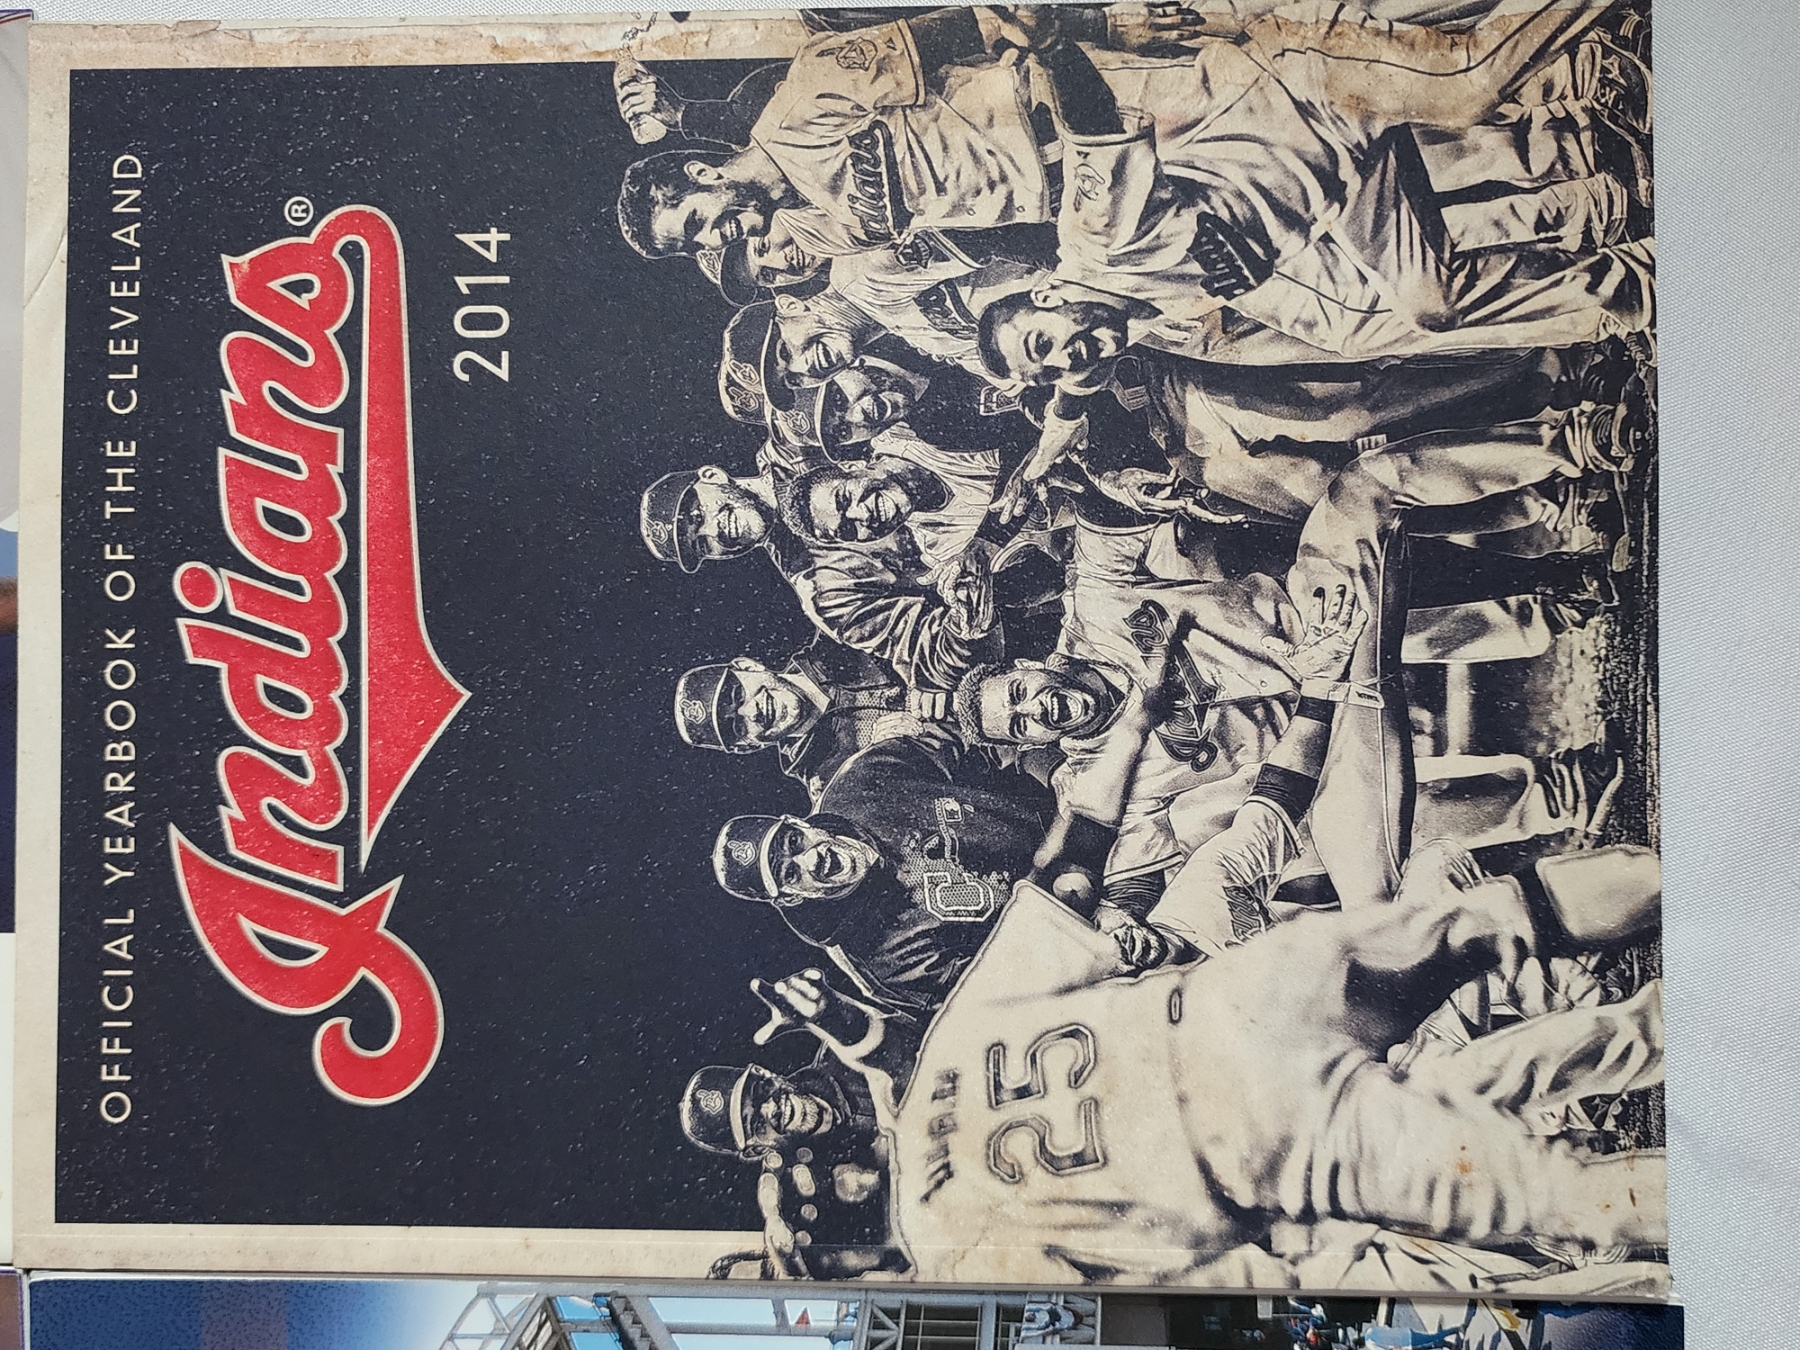 OFFICIAL YEARBOOK OF THE CLEVELAND
Indians®
2014
25